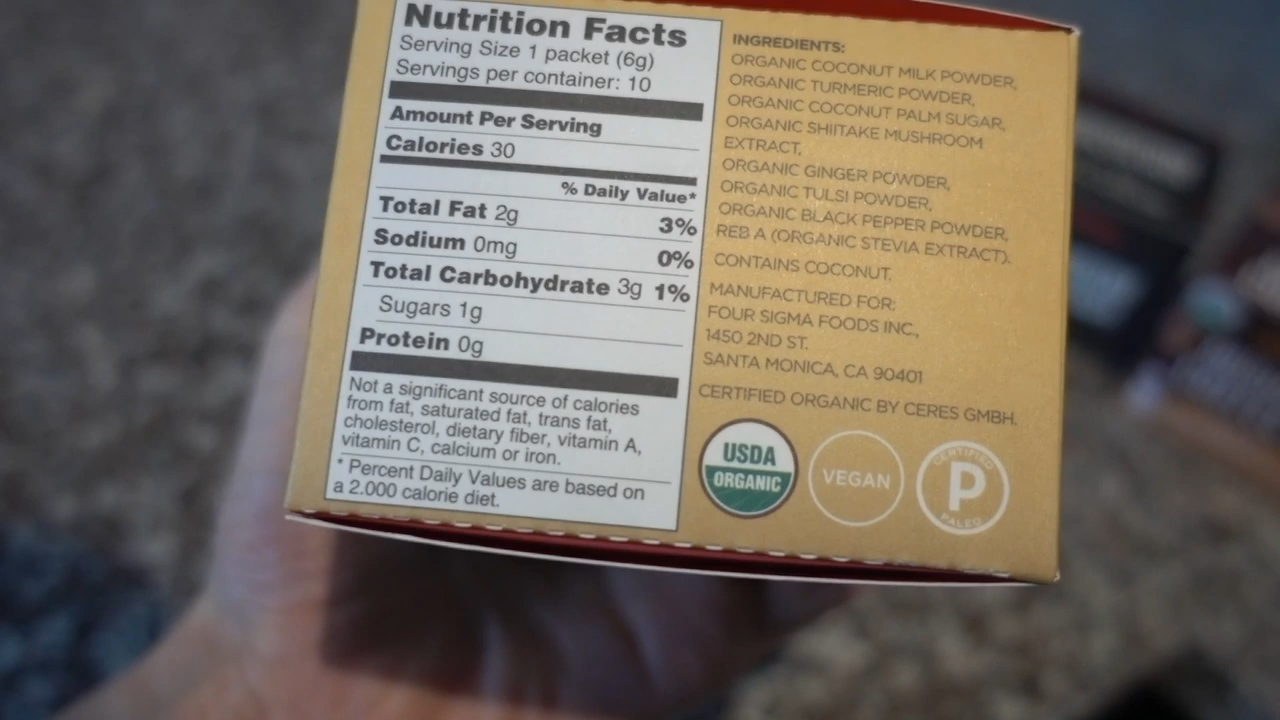 Nutrition Facts
Serving Size 1 packet (6g)
Servings per container: 10
Amount Per Serving
Calories 30
% Daily Value*
Total Fat 2g 3%
Sodium 0mg 0%
Total Carbohydrate 3g 1%
Sugars 1g
Protein 0g
Not a significant source of calories
from fat, saturated fat, trans fat,
cholesterol, dietary fiber, vitamin A,
vitamin C, calcium or iron.
* Percent Daily Values are based on
a 2.000 calorie diet.
INGREDIENTS:
ORGANIC COCONUT MILK POWDER,
ORGANIC TURMERIC POWDER,
ORGANIC COCONUT PALM SUGAR,
ORGANIC SHIITAKE MUSHROOM
EXTRACT,
ORGANIC GINGER POWDER,
ORGANIC TULSI POWDER,
ORGANIC BLACK PEPPER POWDER,
REB A (ORGANIC STEVIA EXTRACT).
CONTAINS COCONUT.
MANUFACTURED FOR:
FOUR SIGMA FOODS INC.,
1450 2ND ST.
SANTA MONICA, CA 90401
CERTIFIED ORGANIC BY CERES GMBH.
USDA
ORGANIC
VEGAN
CERTIFIED
P
PALEO